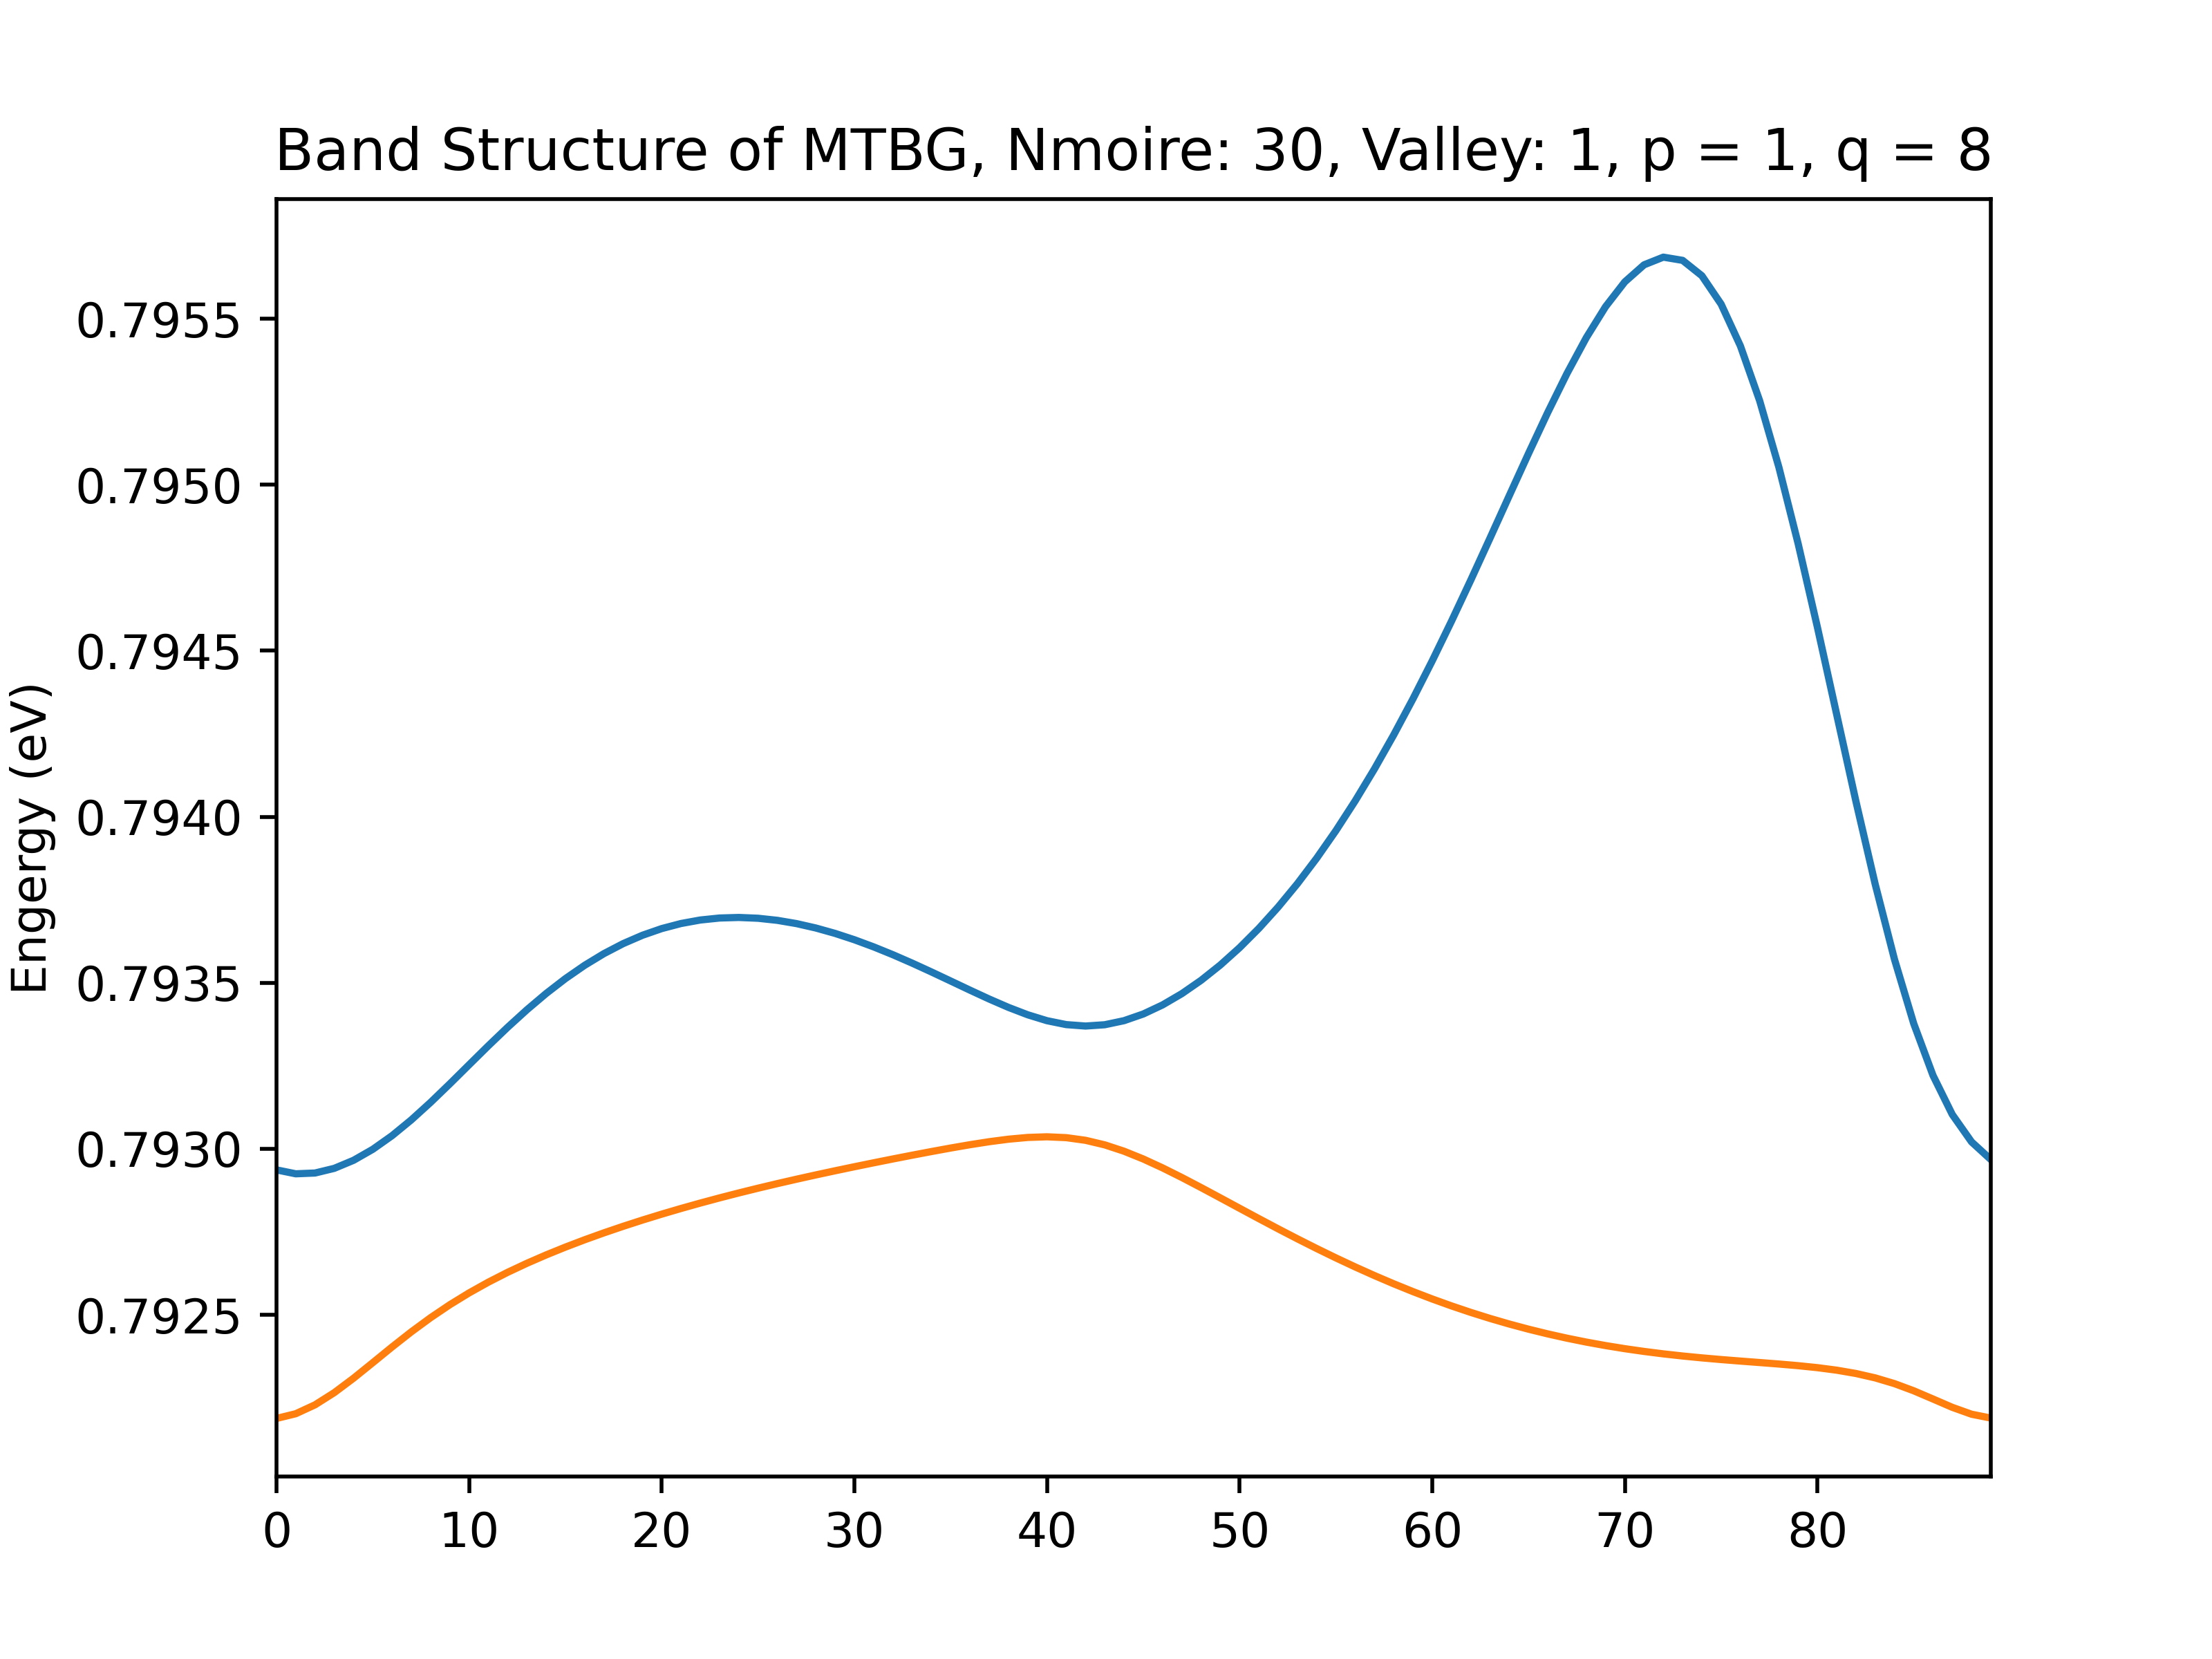 Band Structure of MTBG, Nmoire: 30, Valley: 1, p = 1, q = 8
0.7955
0.7950
0.7945
0.7940
0.7935
0.7930
0.7925
Engergy (eV)
0 10 20 30 40 50 60 70 80